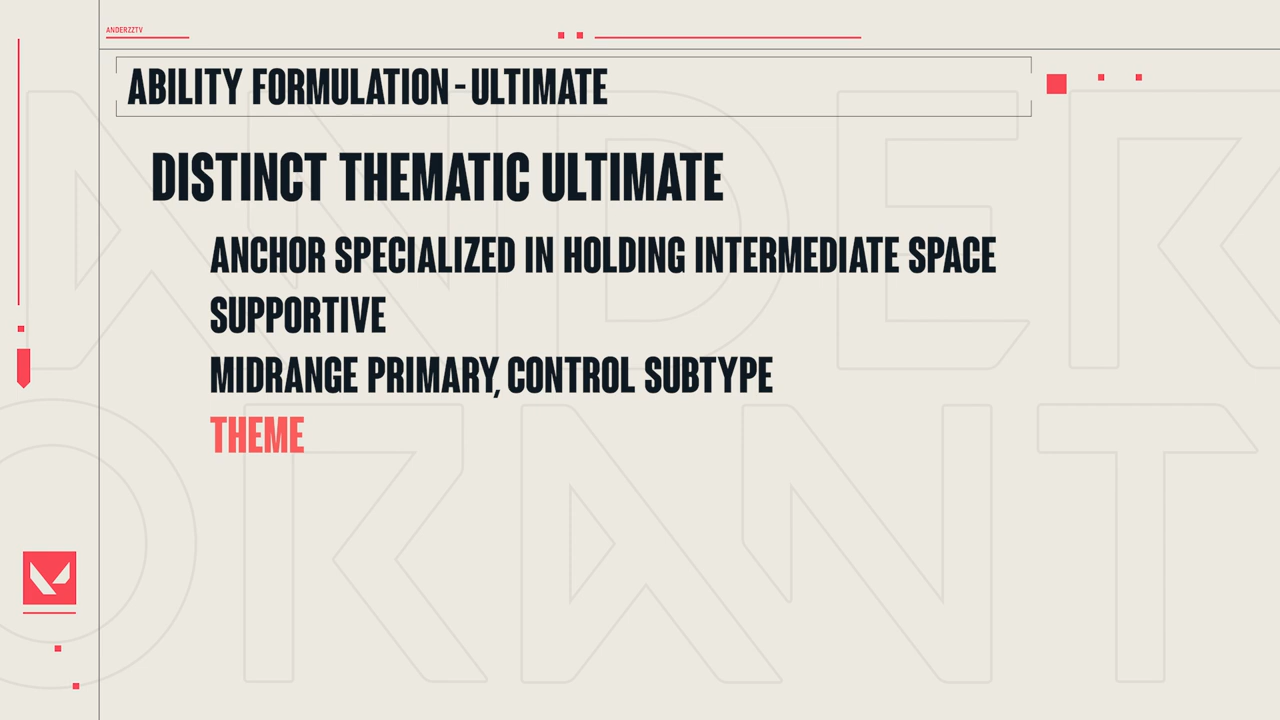 ANDERZZTV
ABILITY FORMULATION - ULTIMATE
DISTINCT THEMATIC ULTIMATE
ANCHOR SPECIALIZED IN HOLDING INTERMEDIATE SPACE
SUPPORTIVE
MIDRANGE PRIMARY, CONTROL SUBTYPE
THEME